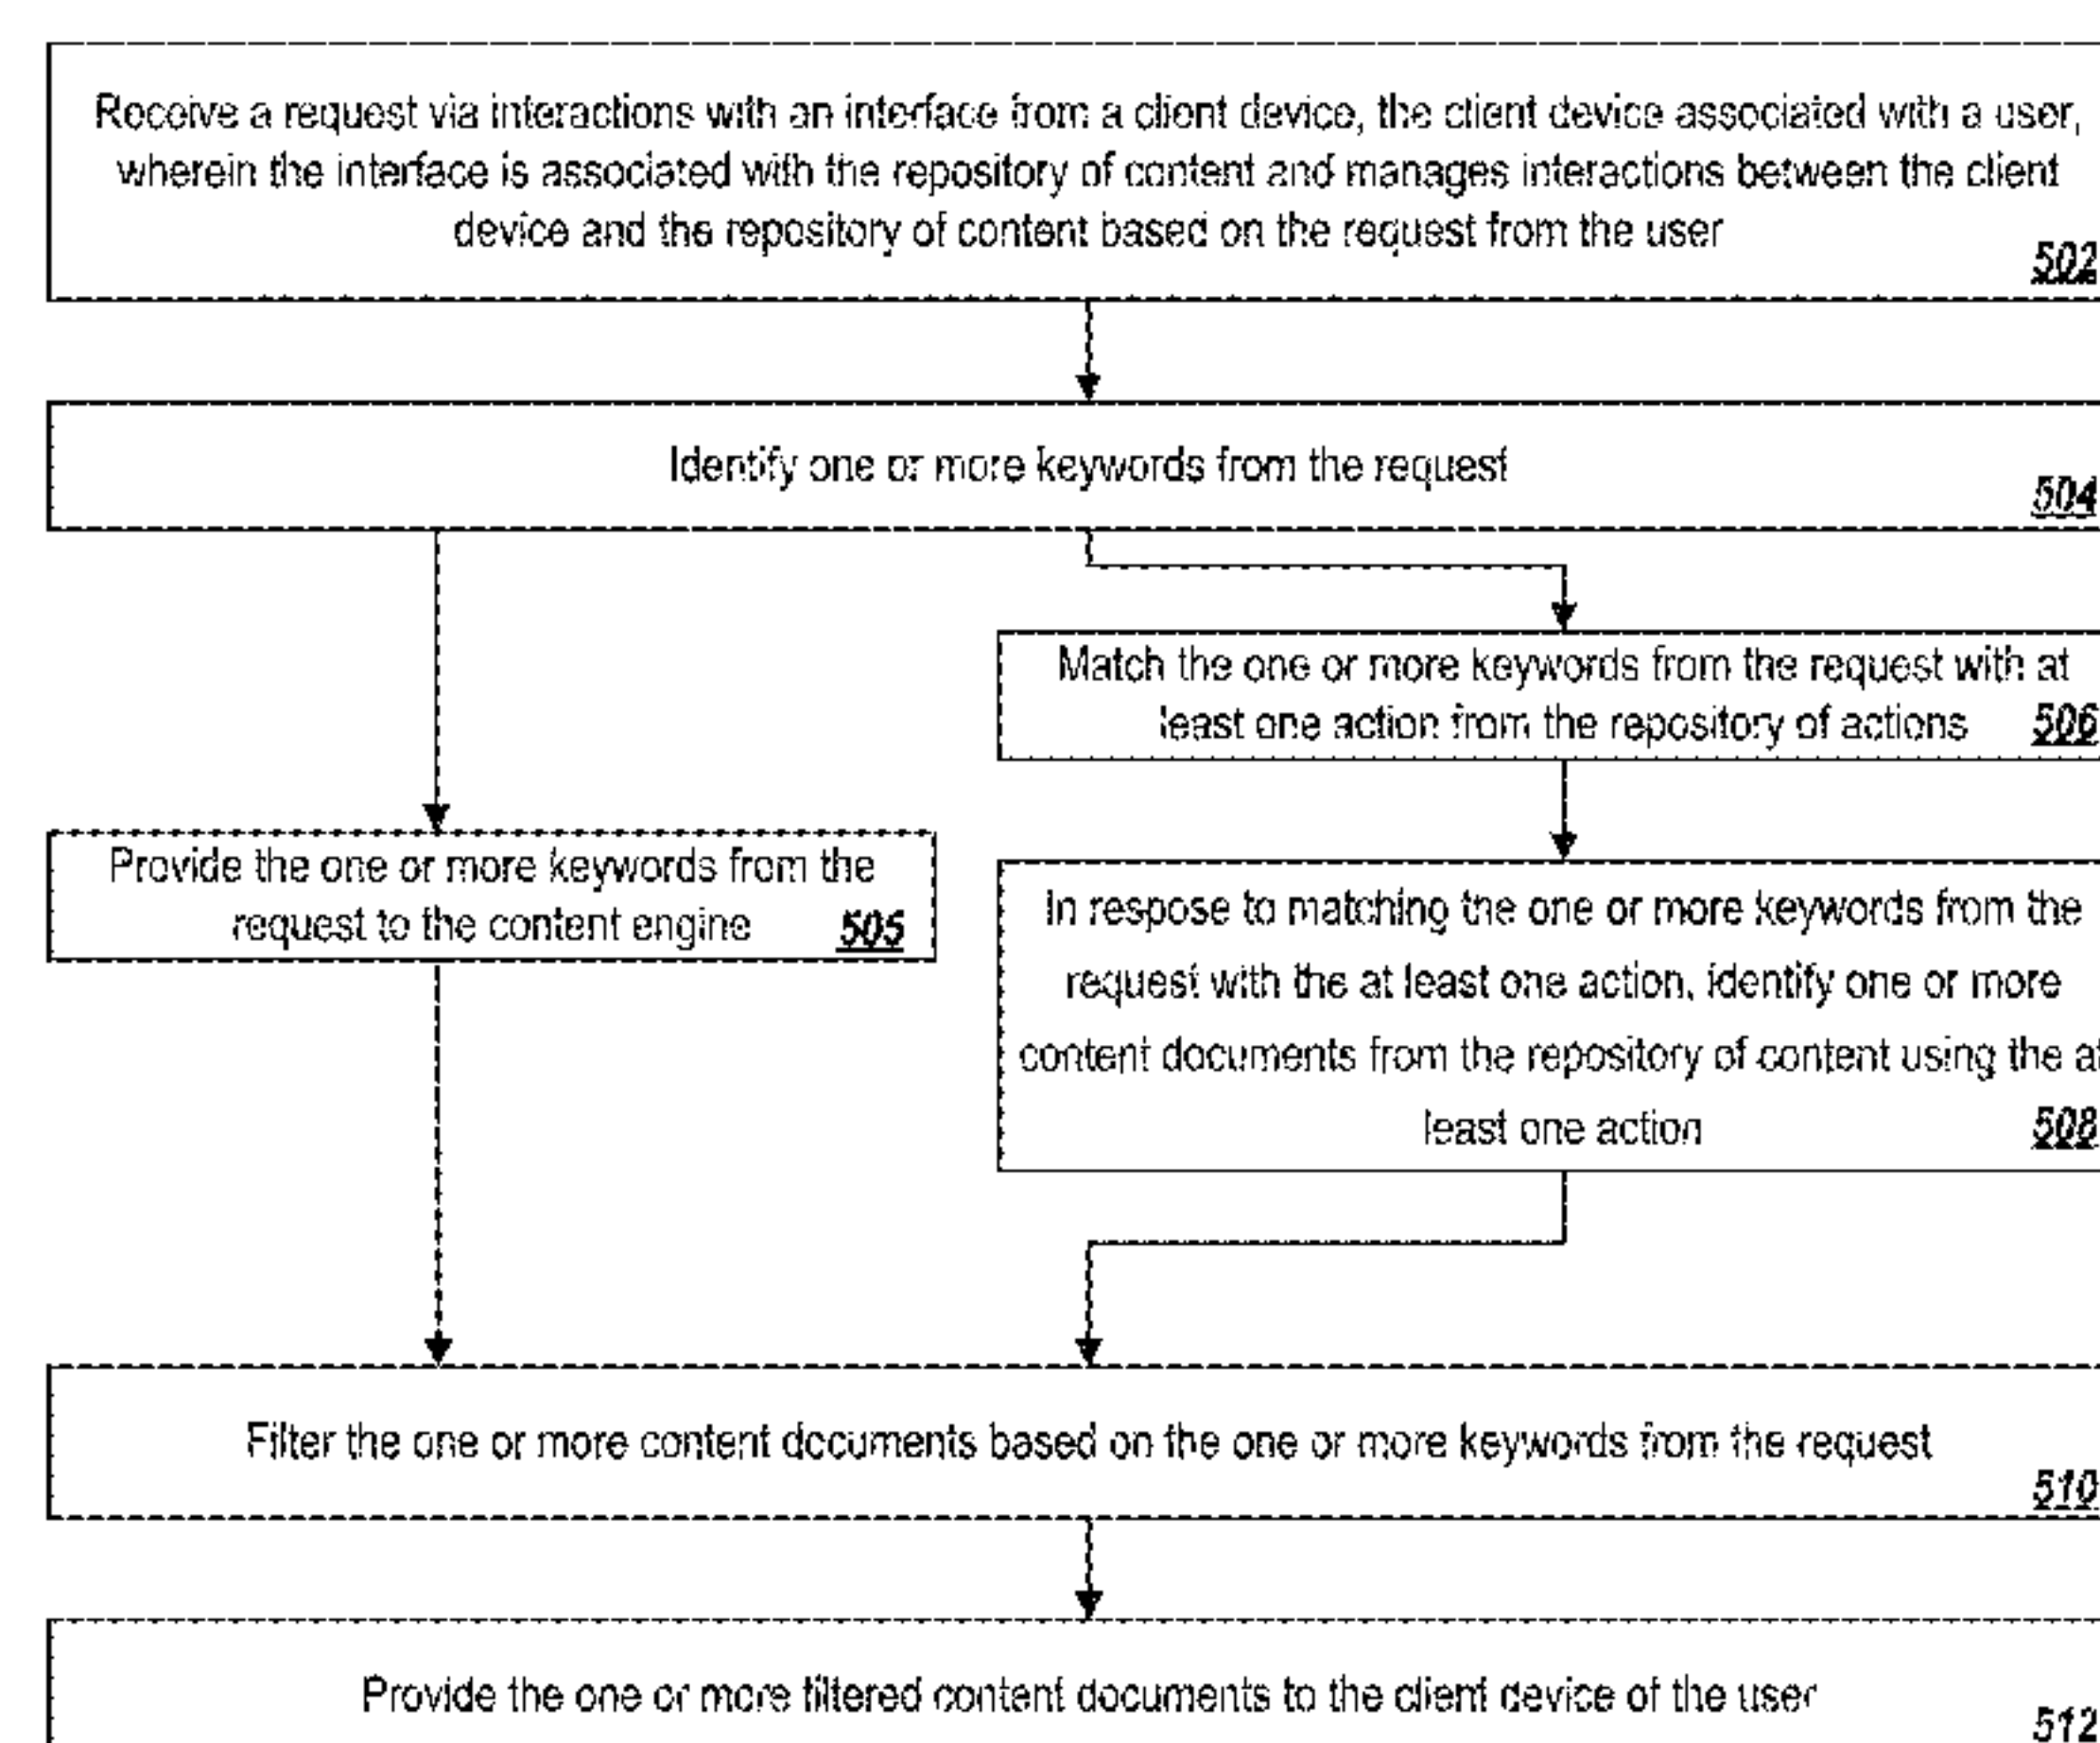 Receive a request via interactions with an interface from a client device, the client device associated with a user,
wherein the interface is associated with the repository of content and manages interactions between the client
device and the repository of content based on the request from the user
502
Identify one or more keywords from the request
504
Match the one or more keywords from the request with at
least one action from the repository of actions 506
Provide the one or more keywords from the
request to the content engine 505
In respose to matching the one or more keywords from the
request with the at least one action, identify one or more
content documents from the repository of content using the at
least one action 508
Filter the one or more content documents based on the one or more keywords from the request
510
Provide the one or more filtered content documents to the client device of the user
512